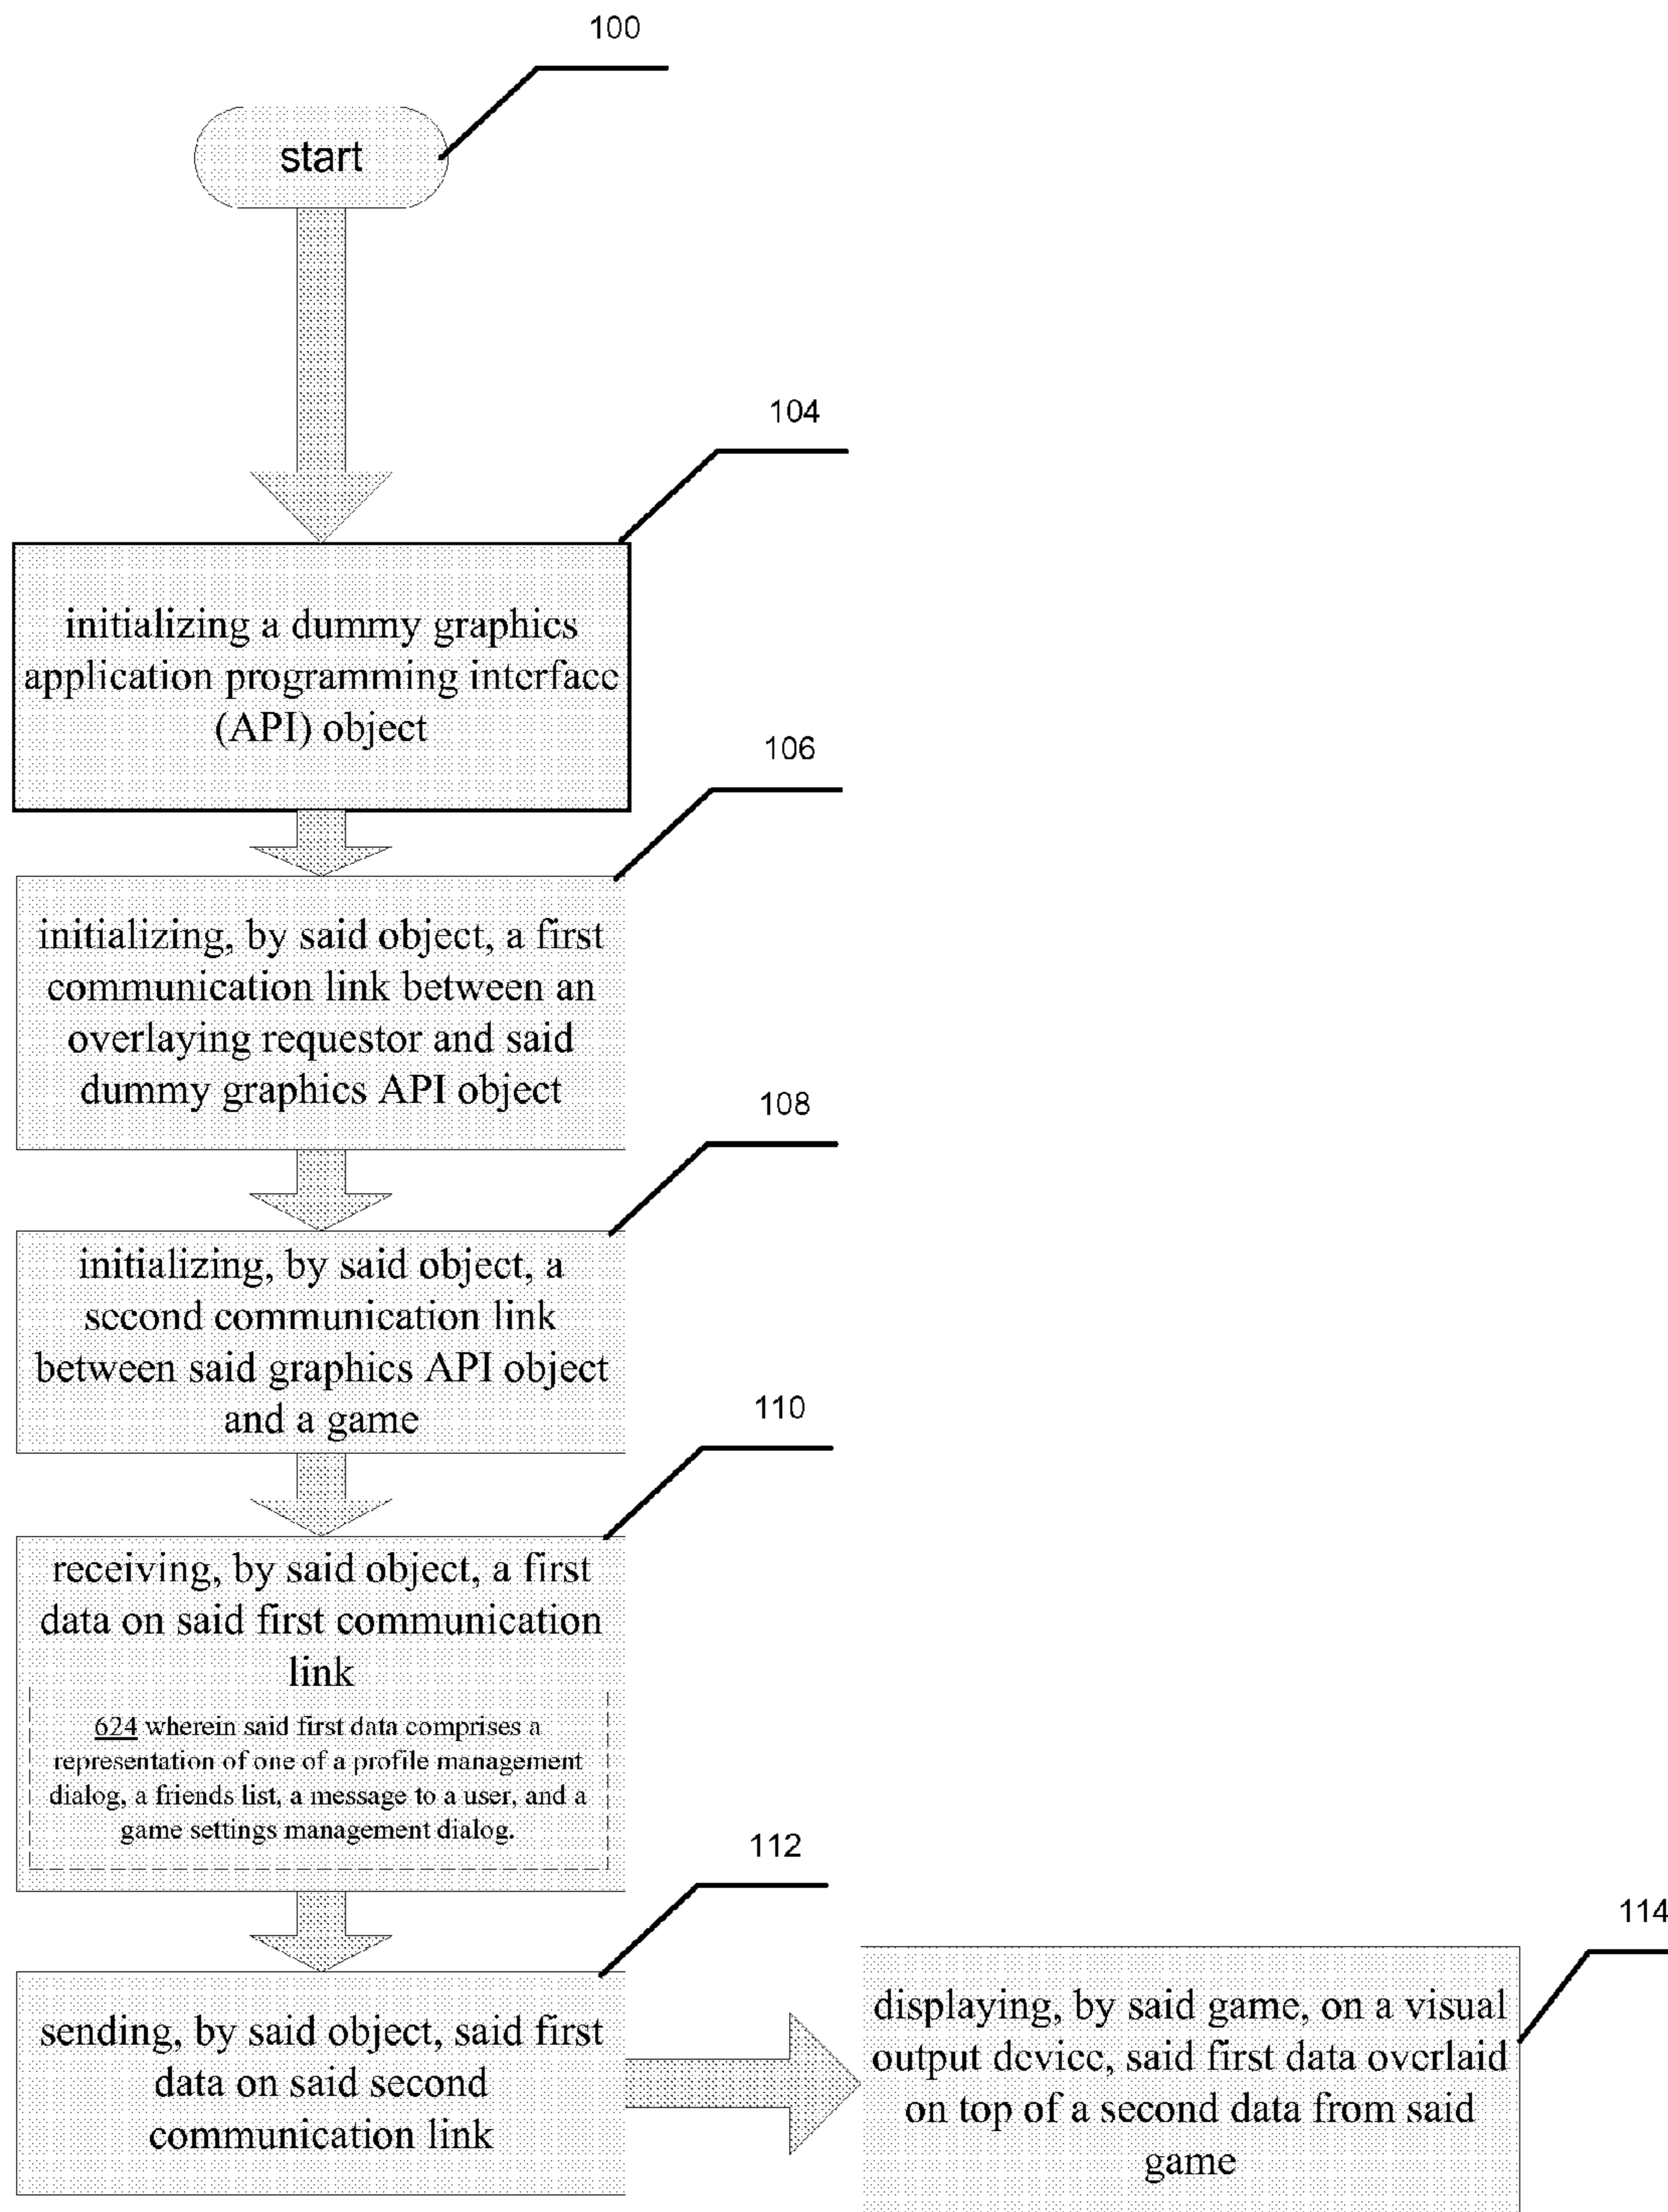 100
start
104
initializing a dummy graphics
application programming interface
(API) object
106
initializing, by said object, a first
communication link between an
overlaying requestor and said
dummy graphics API object
108
initializing, by said object, a
second communication link
between said graphics API object
and a game
110
receiving, by said object, a first
data on said first communication
link
624 wherein said first data comprises a
representation of one of a profile management
dialog, a friends list, a message to a user, and a
game settings management dialog.
112
sending, by said object, said first
data on said second
communication link
114
displaying, by said game, on a visual
output device, said first data overlaid
on top of a second data from said
game